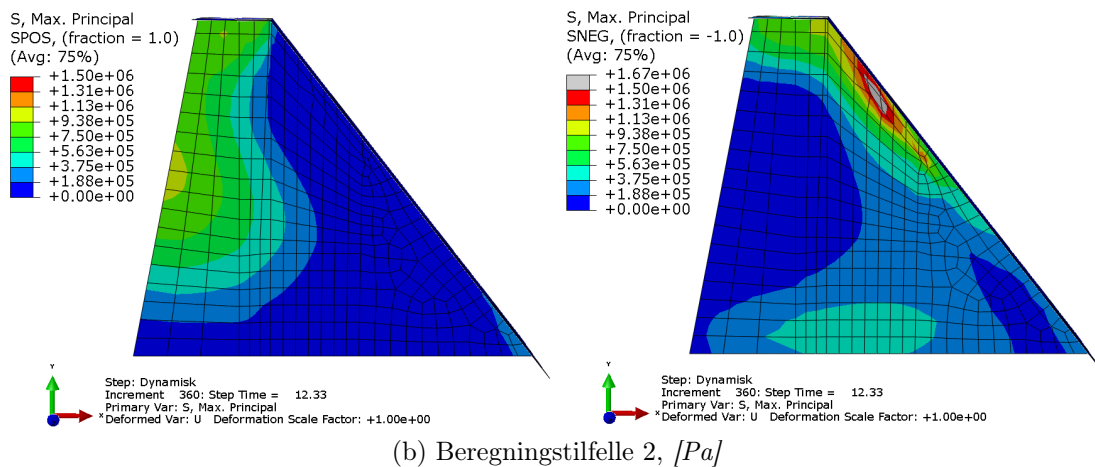 S, Max. Principal
SPOS, (fraction = 1.0)
(Avg: 75%)
+1.50e+06
+1.31e+06
+1.13e+06
+9.38e+05
+7.50e+05
+5.63e+05
+3.75e+05
+1.88e+05
+0.00e+00
Y
X
Step: Dynamisk
Increment 360: Step Time = 12.33
Primary Var: S, Max. Principal
Deformed Var: U Deformation Scale Factor: +1.00e+00
S, Max. Principal
SNEG, (fraction = -1.0)
(Avg: 75%)
+1.67e+06
+1.50e+06
+1.31e+06
+1.13e+06
+9.38e+05
+7.50e+05
+5.63e+05
+3.75e+05
+1.88e+05
+0.00e+00
Y
X
Step: Dynamisk
Increment 360: Step Time = 12.33
Primary Var: S, Max. Principal
Deformed Var: U Deformation Scale Factor: +1.00e+00
(b) Beregningstilfelle 2, [Pa]